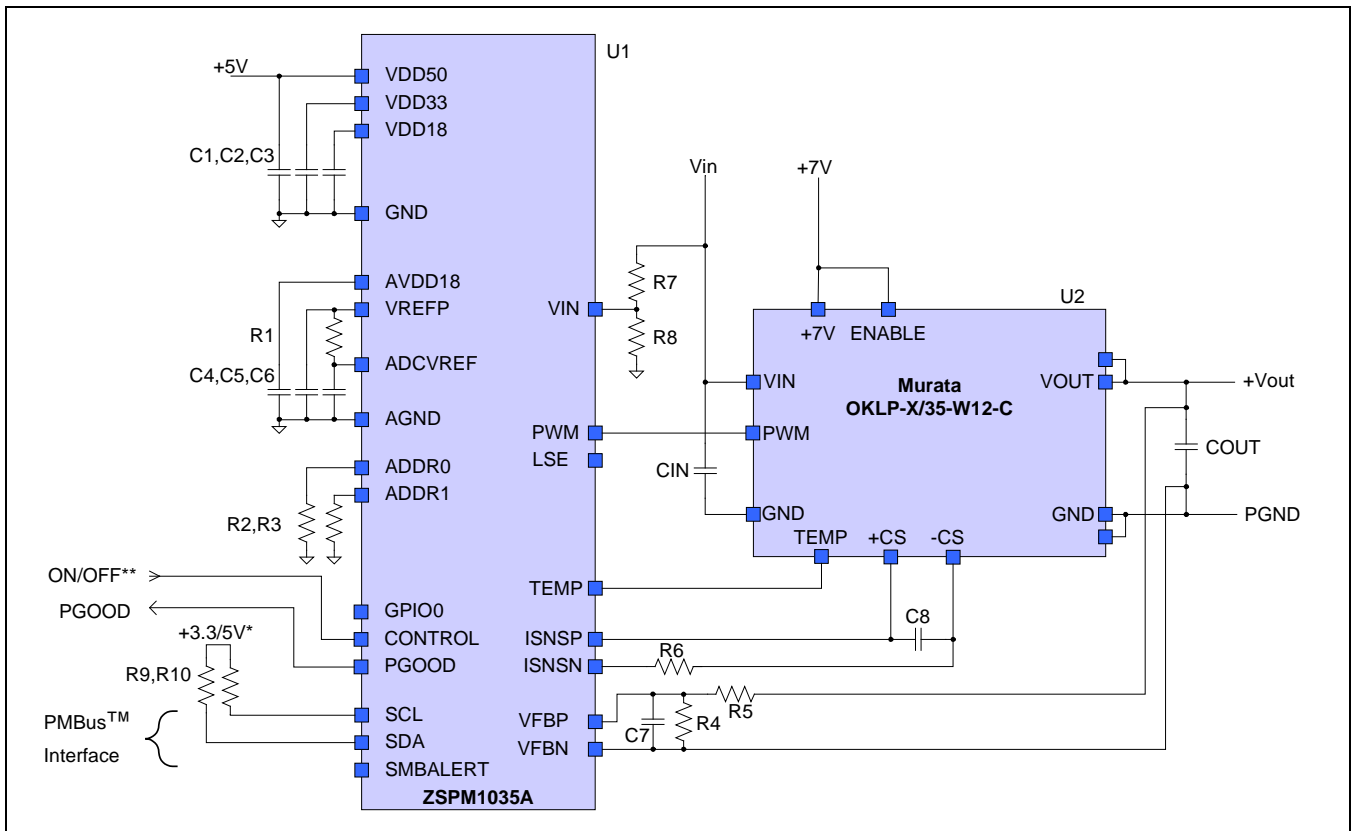 U1
+5V
VDD50
VDD33
VDD18
C1,C2,C3
GND
AVDD18
VREFP
R1
ADCVREF
C4,C5,C6
AGND
ADDR0
ADDR1
R2,R3
ON/OFF**
PGOOD
GPIO0
CONTROL
PGOOD
+3.3/5V*
R9,R10
SCL
SDA
SMBALERT
PMBus™
Interface
ZSPM1035A
VIN
PWM
LSE
TEMP
ISNSP
ISNSN
VFBP
VFBN
Vin
+7V
R7
R8
CIN
U2
+7V
ENABLE
VIN
PWM
GND
Murata
OKLP-X/35-W12-C
VOUT
GND
TEMP
+CS
-CS
+Vout
COUT
PGND
C8
R6
R5
C7
R4